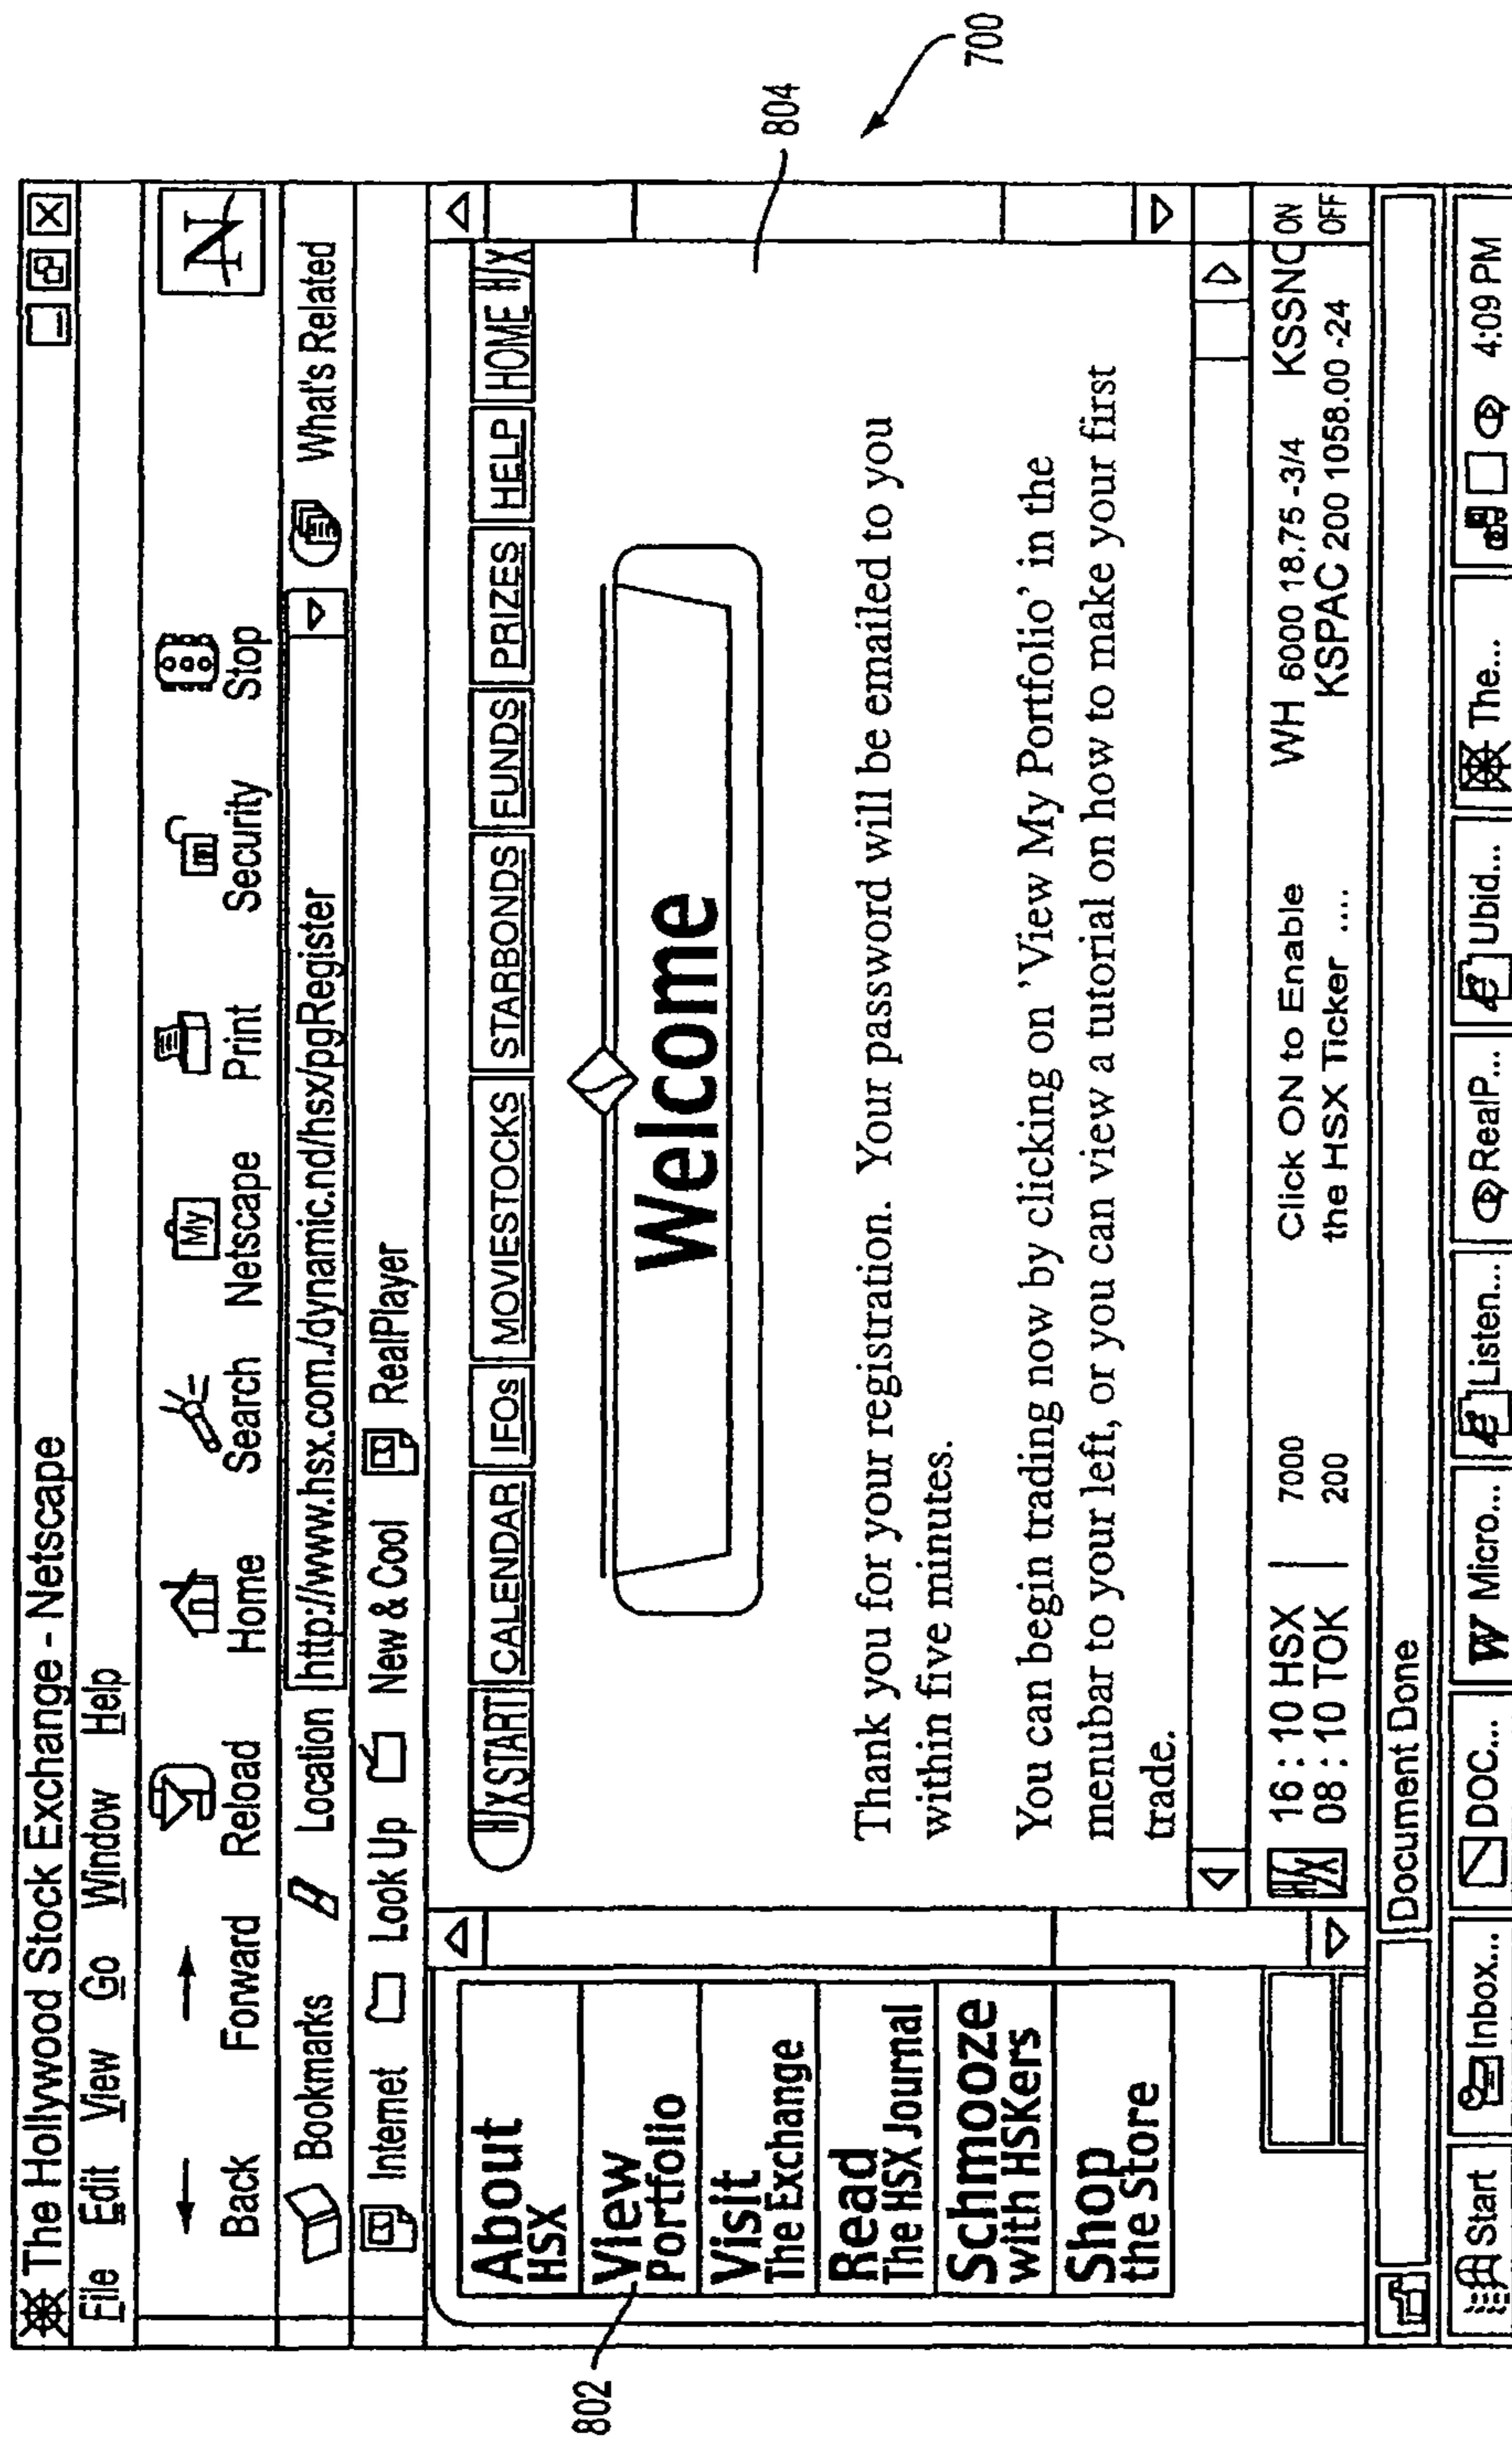 The Hollywood Stock Exchange - Netscape
File Edit View Go Window Help
Back Forward Reload Home Search Netscape Print Security Stop
My
N
Bookmarks Location http://www.hsx.com./dynamic.nd/hsx/pgRegister What's Related
Internet Look Up New & Cool RealPlayer
About
HSX
View
Portfolio
Visit
The Exchange
Read
The HSX Journal
Schmooze
with HSKers
Shop
the Store
H/X START CALENDAR IFOs MOVIESTOCKS STARBONDS FUNDS PRIZES HELP HOME H/X
Welcome
Thank you for your registration. Your password will be emailed to you
within five minutes.
You can begin trading now by clicking on 'View My Portfolio' in the
menubar to your left, or you can view a tutorial on how to make your first
trade.
H/X 16 : 10 HSX 7000 Click ON to Enable WH 6000 18.75 -3/4 KSSNC ON
08 : 10 TOK 200 the HSX Ticker .... KSPAC 200 1058.00 -24 OFF
Document Done
Start Inbox... DOC... W Micro... Listen... RealP... Ubid... The... 4:09 PM
802
804
700